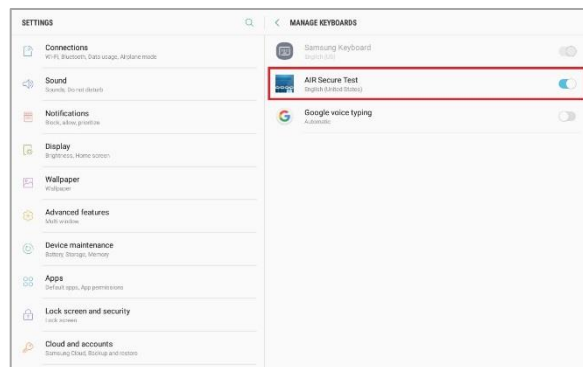 SETTINGS
Connections
Wi-Fi, Bluetooth, Data usage, Airplane mode
Sound
Sounds, Do not disturb
Notifications
Block, allow, prioritize
Display
Brightness, Home screen
Wallpaper
Wallpaper
Advanced features
Multi window
Device maintenance
Battery, Storage, Memory
Apps
Default apps, App permissions
Lock screen and security
Lock screen
Cloud and accounts
Samsung Cloud, Backup and restore
MANAGE KEYBOARDS
Samsung Keyboard
English (US)
AIR Secure Test
English (United States)
Google voice typing
Automatic